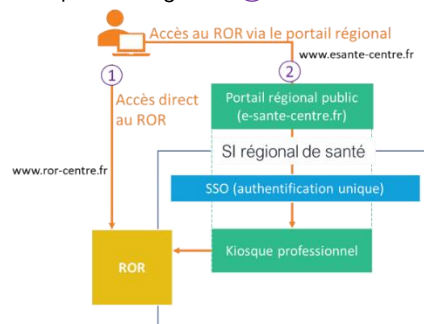 Accès au ROR via le portail régional
www.esante-centre.fr
1
2
Accès direct
au ROR
Portail régional public
(e-sante-centre.fr)
SI régional de santé
www.ror-centre.fr
SSO (authentification unique)
ROR
Kiosque professionnel